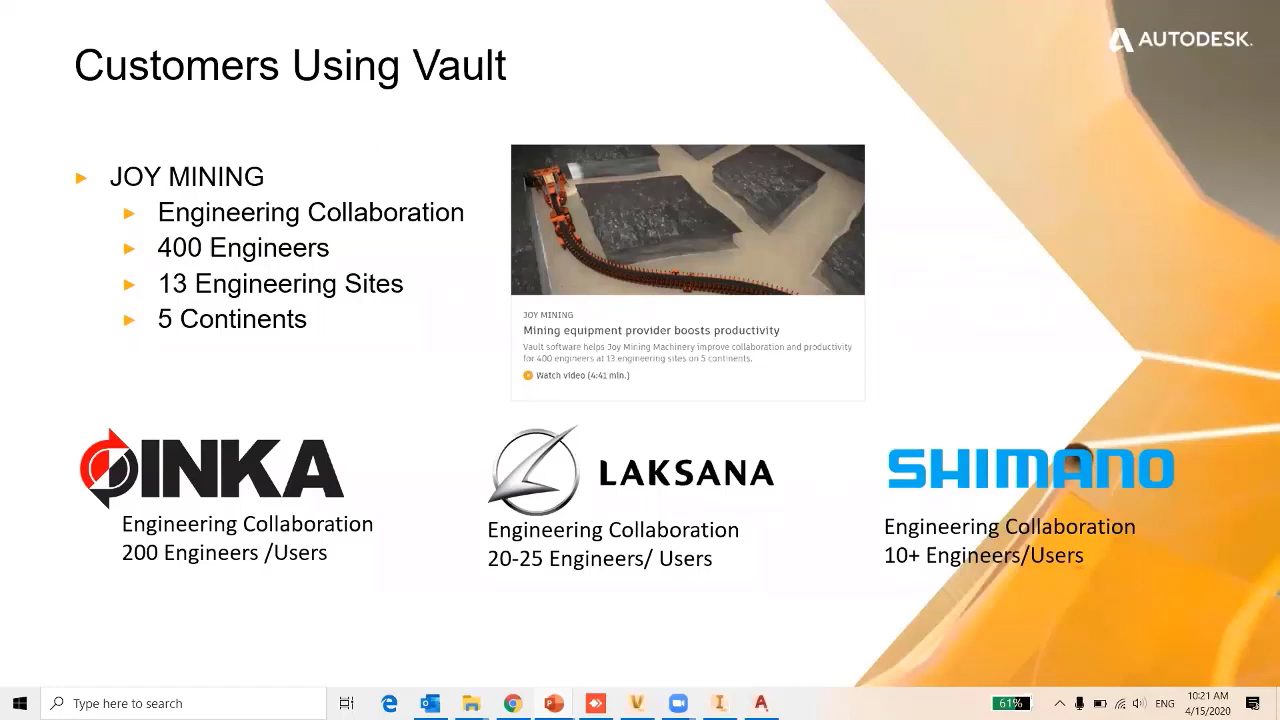 AUTODESK.
Customers Using Vault
JOY MINING
Engineering Collaboration
400 Engineers
13 Engineering Sites
5 Continents
JOY MINING
Mining equipment provider boosts productivity
Vault software helps Joy Mining Machinery improve collaboration and productivity
for 400 engineers at 13 engineering sites on 5 continents.
Watch video (4:41 min.)
INKA
Engineering Collaboration
200 Engineers /Users
LAKSANA
Engineering Collaboration
20-25 Engineers/ Users
SHIMANO
Engineering Collaboration
10+ Engineers/Users
Type here to search
61%
ENG
10:21 AM
4/15/2020